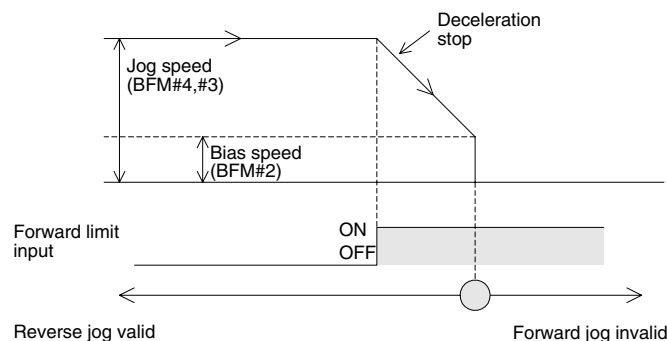 Deceleration
stop
Jog speed
(BFM#4,#3)
Bias speed
(BFM#2)
Forward limit
input
ON
OFF
Reverse jog valid
Forward jog invalid